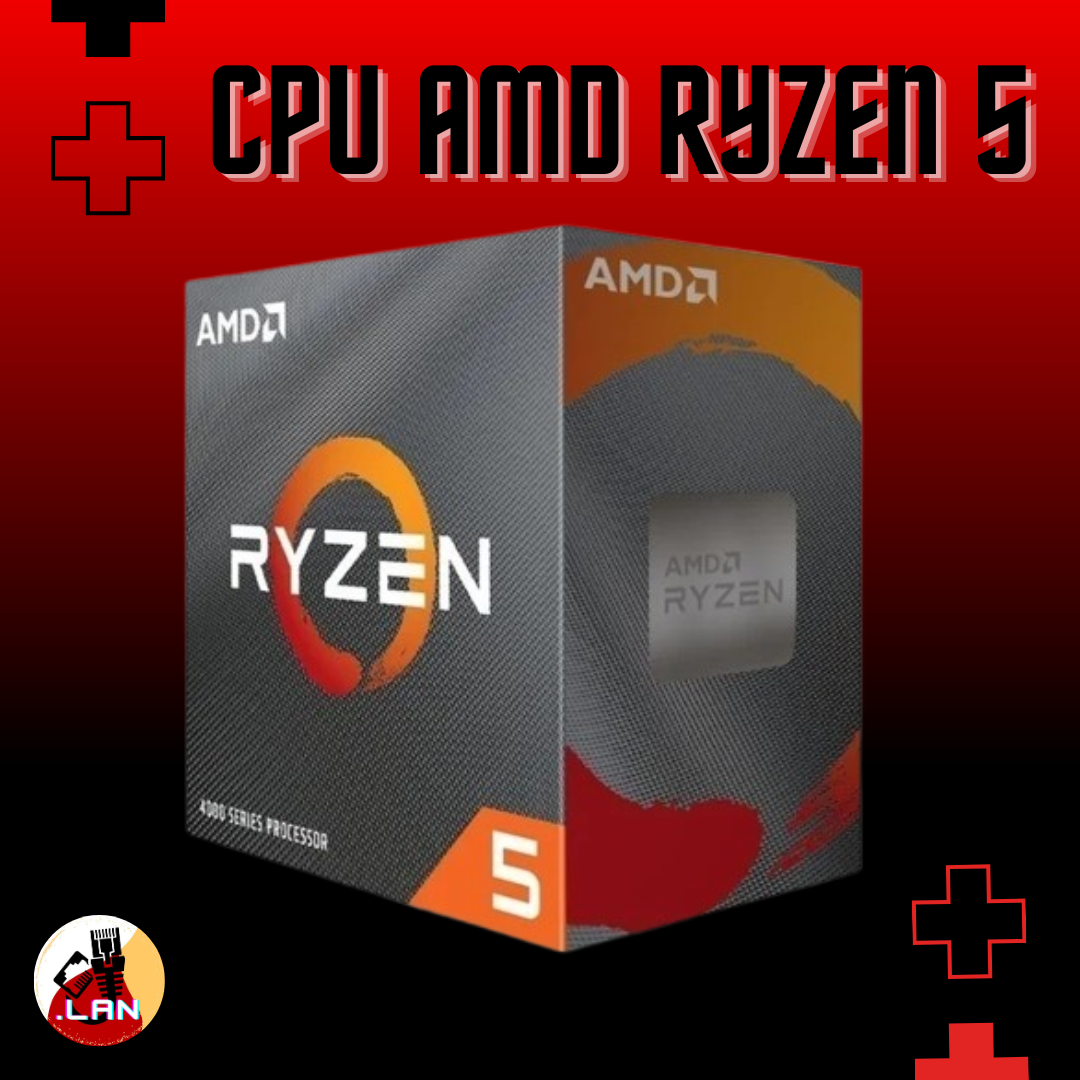 CPU AMD RYZEN 5
AMD
AMD
RYZEN
AMD
RYZEN
4000 SERIES PROCESSOR
5
.LAN